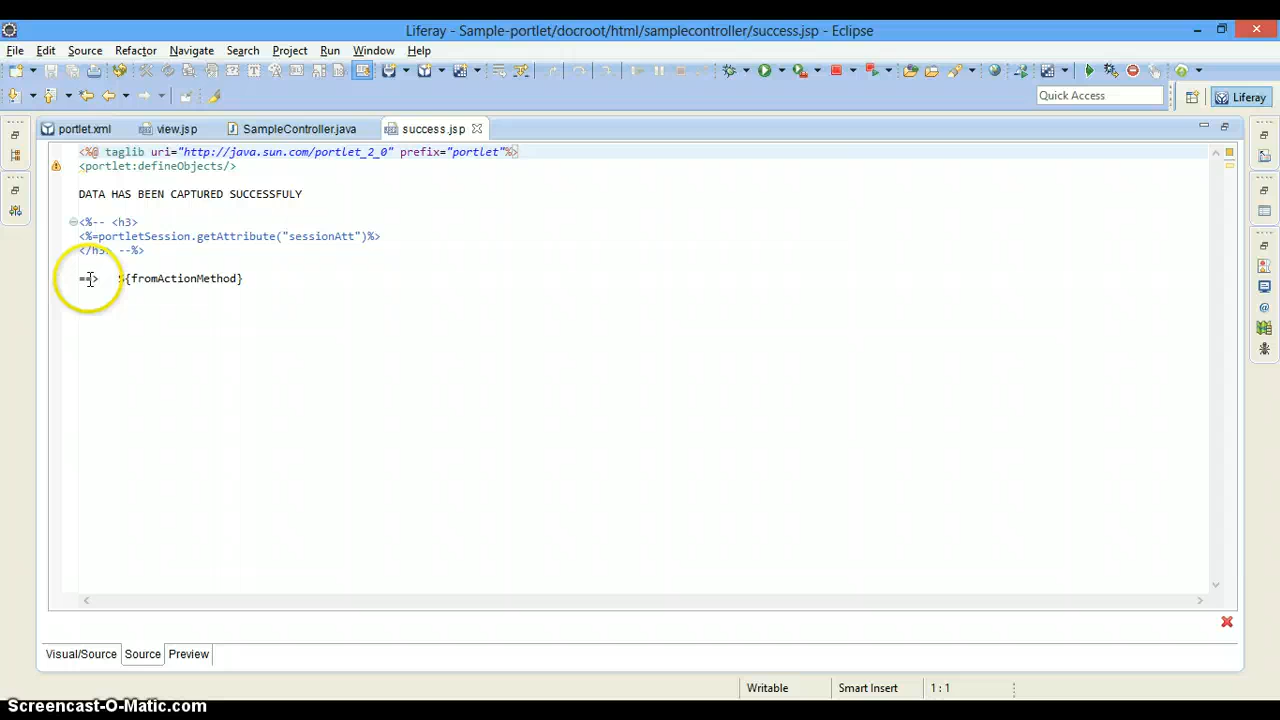 Liferay - Sample-portlet/docroot/html/samplecontroller/success.jsp - Eclipse
File Edit Source Refactor Navigate Search Project Run Window Help
Quick Access
Liferay
portlet.xml view.jsp SampleController.java success.jsp
<%@ taglib uri="http://java.sun.com/portlet_2_0" prefix="portlet"%>
<portlet:defineObjects/>
DATA HAS BEEN CAPTURED SUCCESSFULY
<%-- <h3>
<%=portletSession.getAttribute("sessionAtt")%>
</h3> --%>
==> ${fromActionMethod}
Visual/Source Source Preview
Writable Smart Insert 1 : 1
Screencast-O-Matic.com